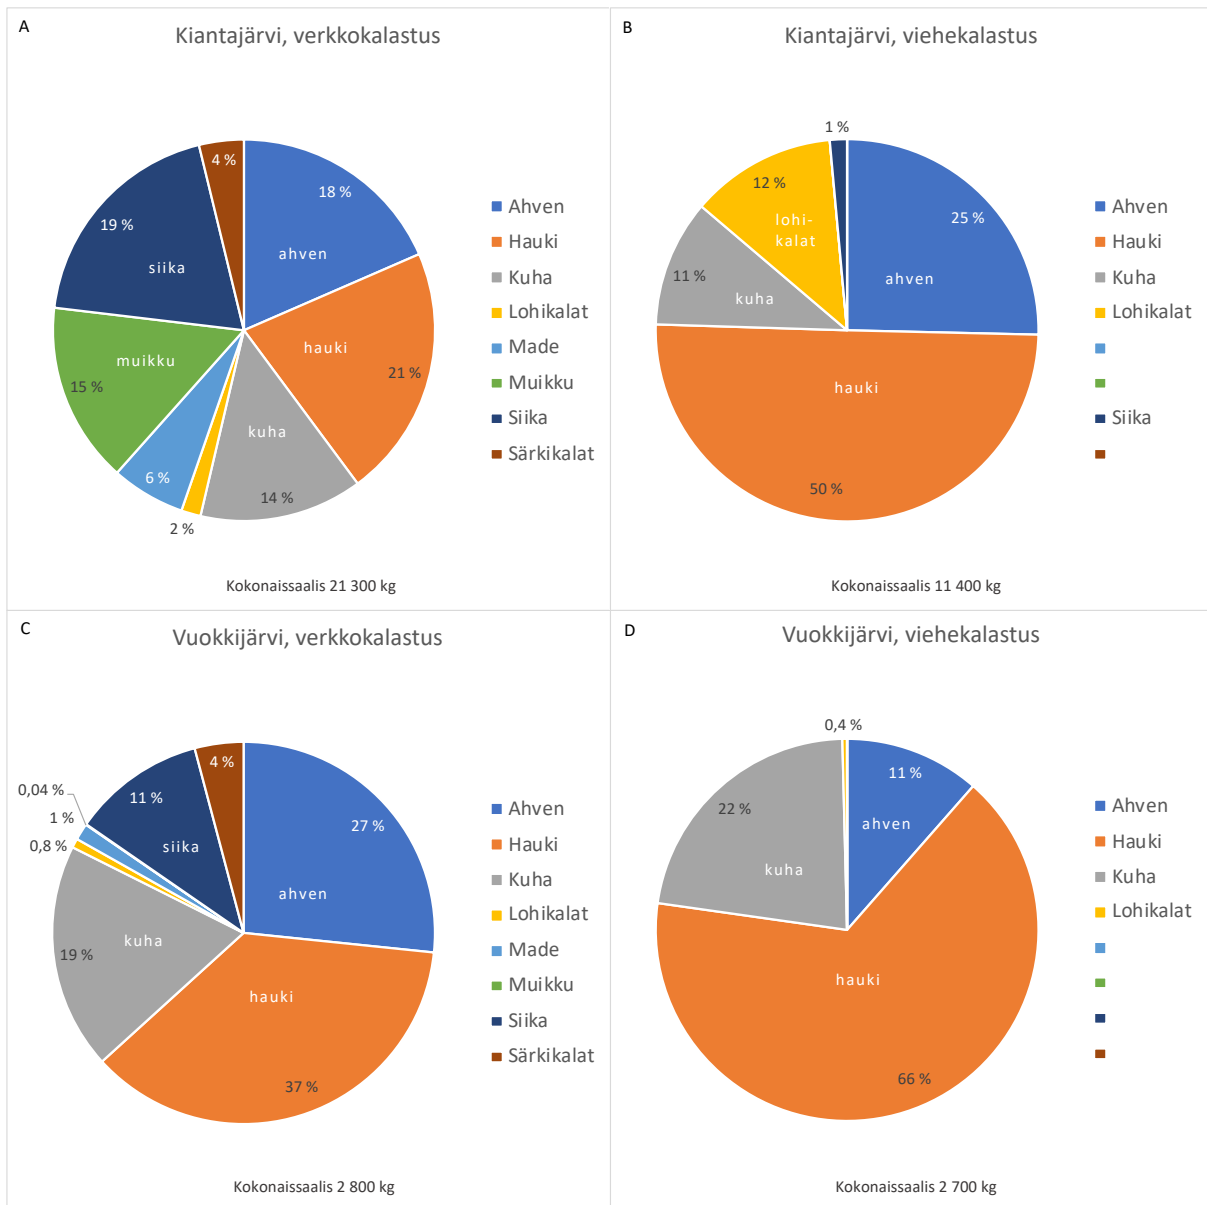 A
Kiantajärvi, verkkokalastus
4 %
18 %
19 %
siika
ahven
muikku
hauki
15 %
21 %
kuha
6 %
14 %
2 %
Ahven
Hauki
Kuha
Lohikalat
Made
Muikku
Siika
Särkikalat
Kokonaissaalis 21 300 kg
B
Kiantajärvi, viehekalastus
1 %
12 %
25 %
lohi-
kalat
11 %
kuha
ahven
hauki
50 %
Ahven
Hauki
Kuha
Lohikalat
Siika
Kokonaissaalis 11 400 kg
C
Vuokkijärvi, verkkokalastus
4 %
0,04 %
11 %
1 %
27 %
0,8 %
siika
ahven
kuha
19 %
hauki
37 %
Ahven
Hauki
Kuha
Lohikalat
Made
Muikku
Siika
Särkikalat
Kokonaissaalis 2 800 kg
D
Vuokkijärvi, viehekalastus
0,4 %
11 %
22 %
ahven
kuha
hauki
66 %
Ahven
Hauki
Kuha
Lohikalat
Kokonaissaalis 2 700 kg